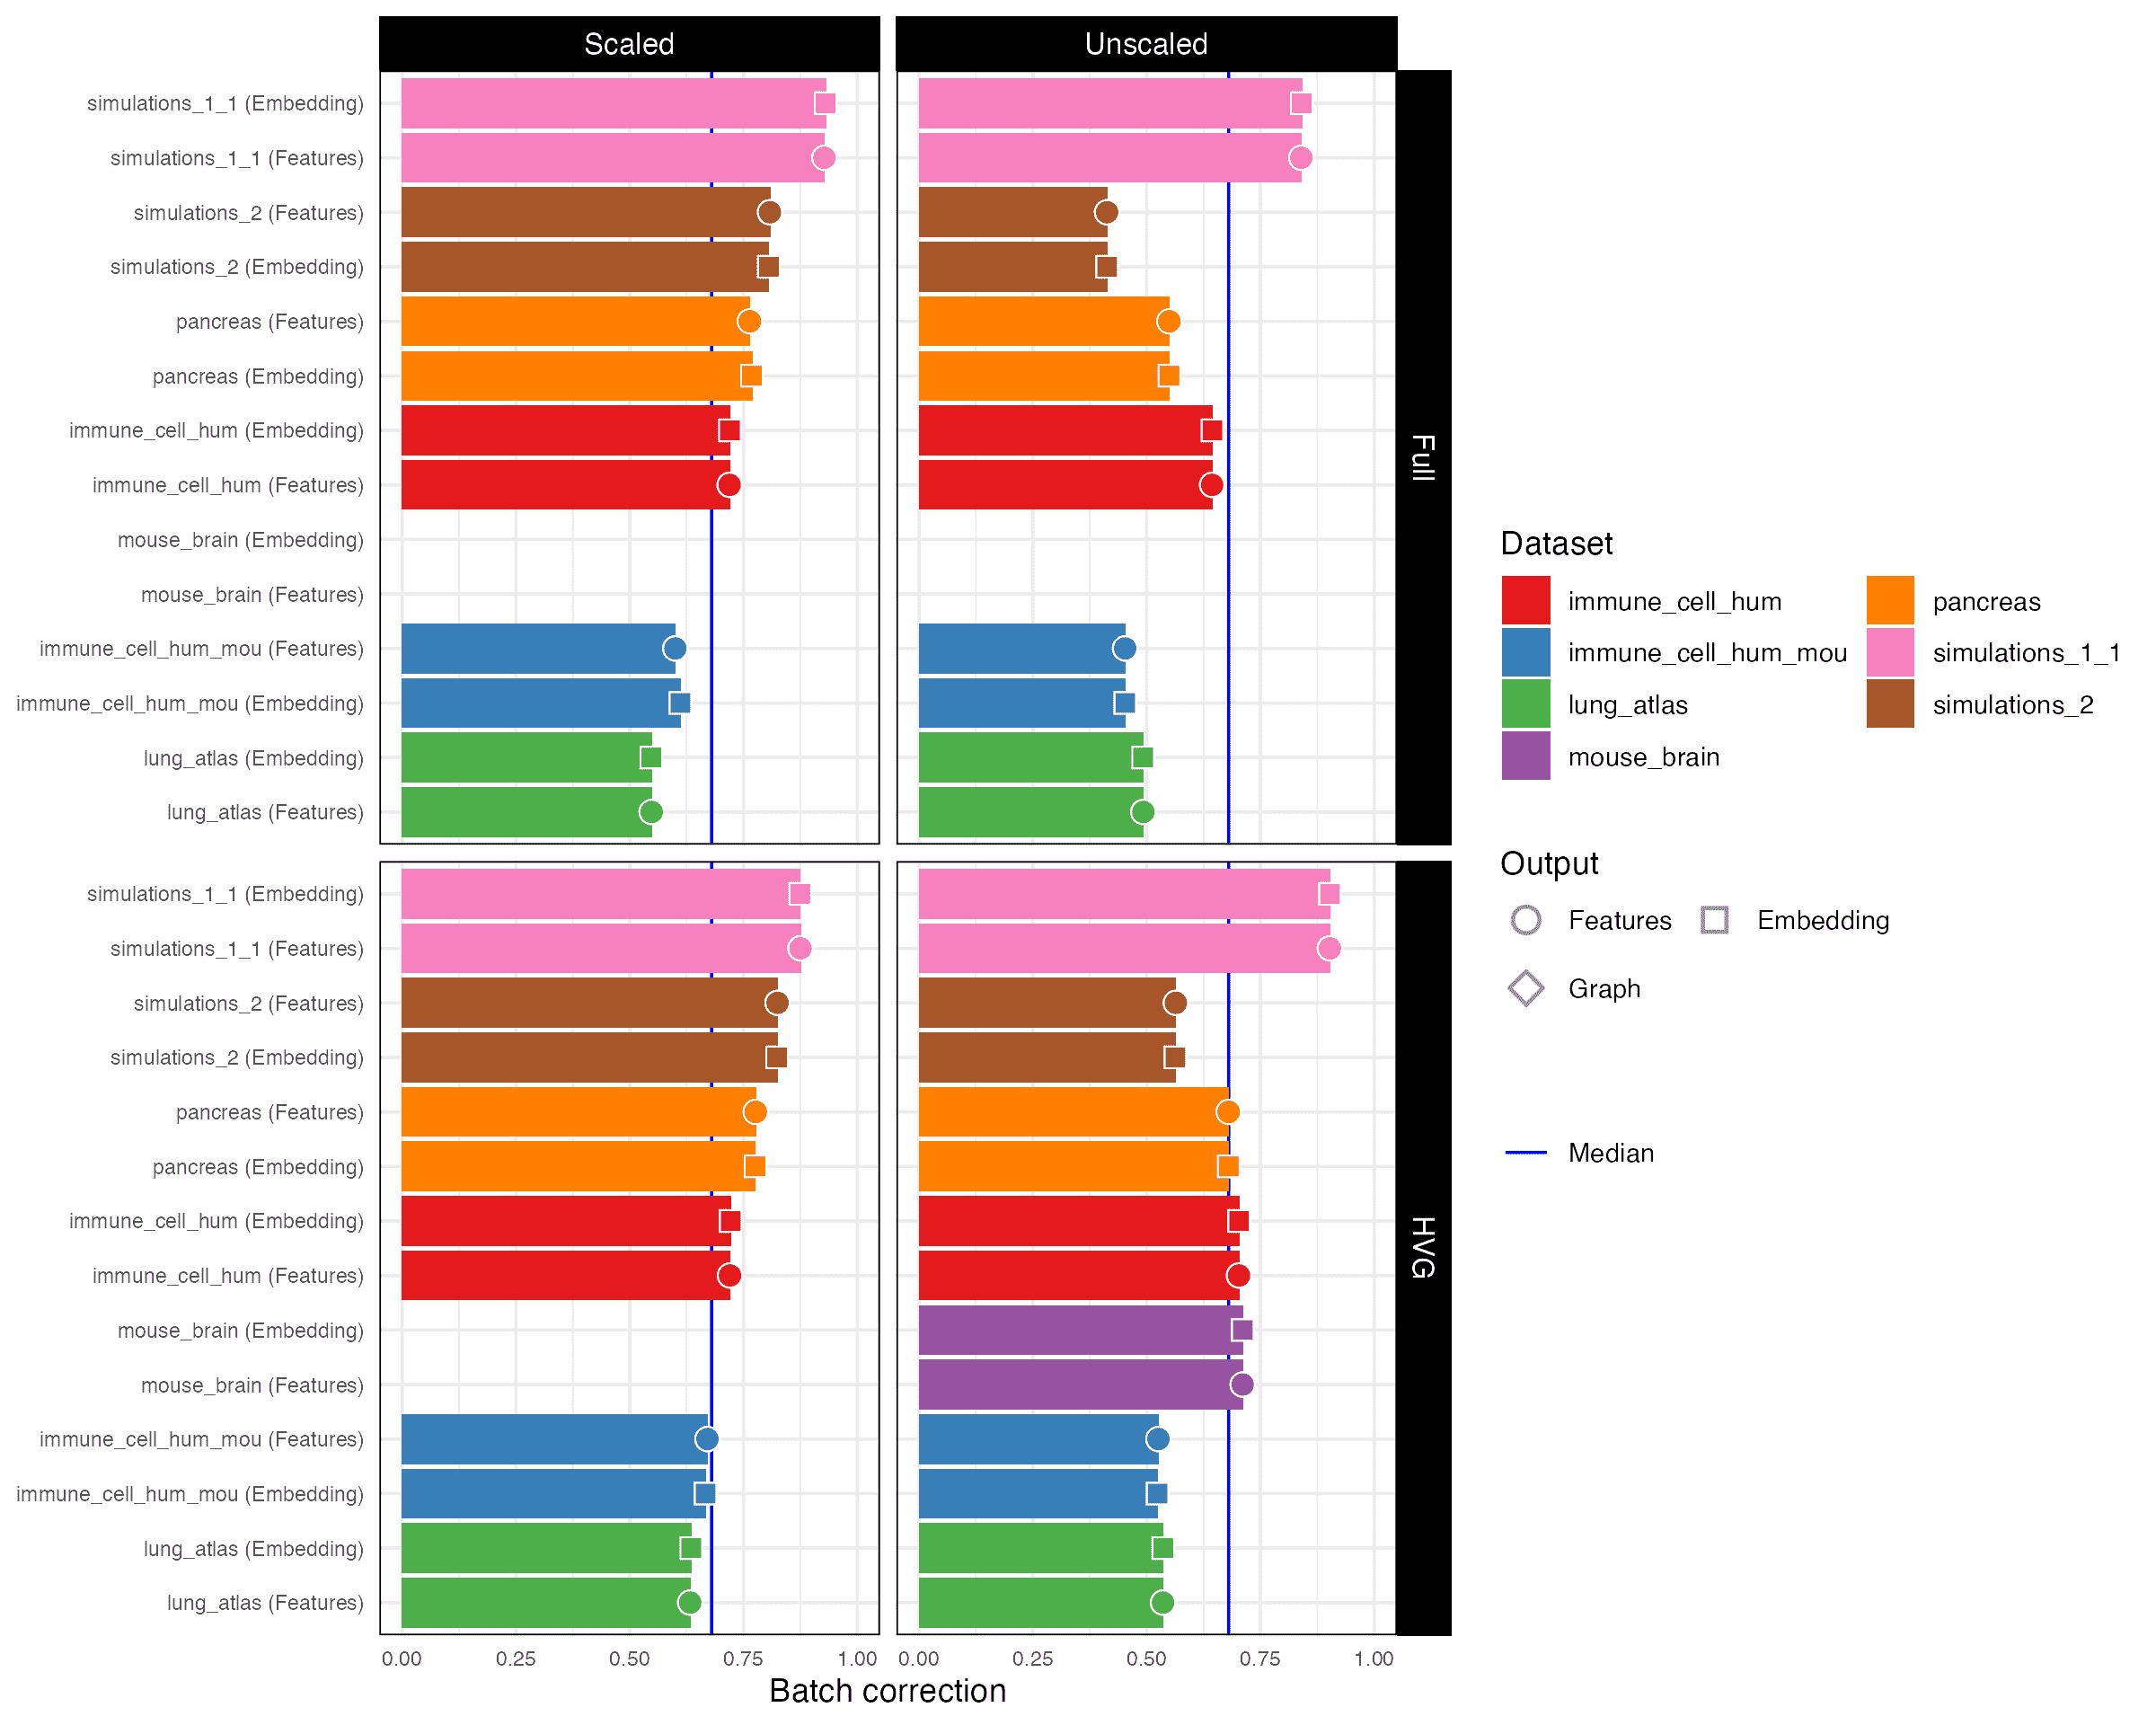 Scaled
Unscaled
simulations_1_1 (Embedding)
simulations_1_1 (Features)
simulations_2 (Features)
simulations_2 (Embedding)
pancreas (Features)
pancreas (Embedding)
immune_cell_hum (Embedding)
immune_cell_hum (Features)
mouse_brain (Embedding)
mouse_brain (Features)
immune_cell_hum_mou (Features)
immune_cell_hum_mou (Embedding)
lung_atlas (Embedding)
lung_atlas (Features)
Full
simulations_1_1 (Embedding)
simulations_1_1 (Features)
simulations_2 (Features)
simulations_2 (Embedding)
pancreas (Features)
pancreas (Embedding)
immune_cell_hum (Embedding)
immune_cell_hum (Features)
mouse_brain (Embedding)
mouse_brain (Features)
immune_cell_hum_mou (Features)
immune_cell_hum_mou (Embedding)
lung_atlas (Embedding)
lung_atlas (Features)
HVG
0.00 0.25 0.50 0.75 1.00 0.00 0.25 0.50 0.75 1.00
Batch correction
Dataset
immune_cell_hum pancreas
immune_cell_hum_mou simulations_1_1
lung_atlas simulations_2
mouse_brain
Output
Features Embedding
Graph
Median